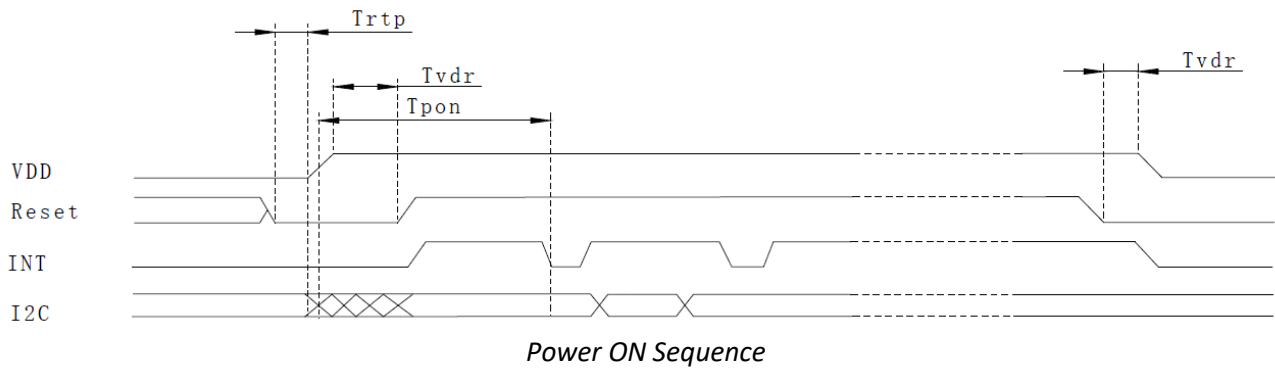 Trtp
Tvdr
Tvdr
Tpon
VDD
Reset
INT
I2C
Power ON Sequence